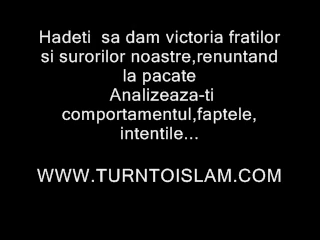 Hadeti  sa dam victoria fratilor
si surorilor noastre,renuntand
la pacate
Analizeaza-ti
comportamentul,faptele,
intentile...
WWW.TURNTOISLAM.COM